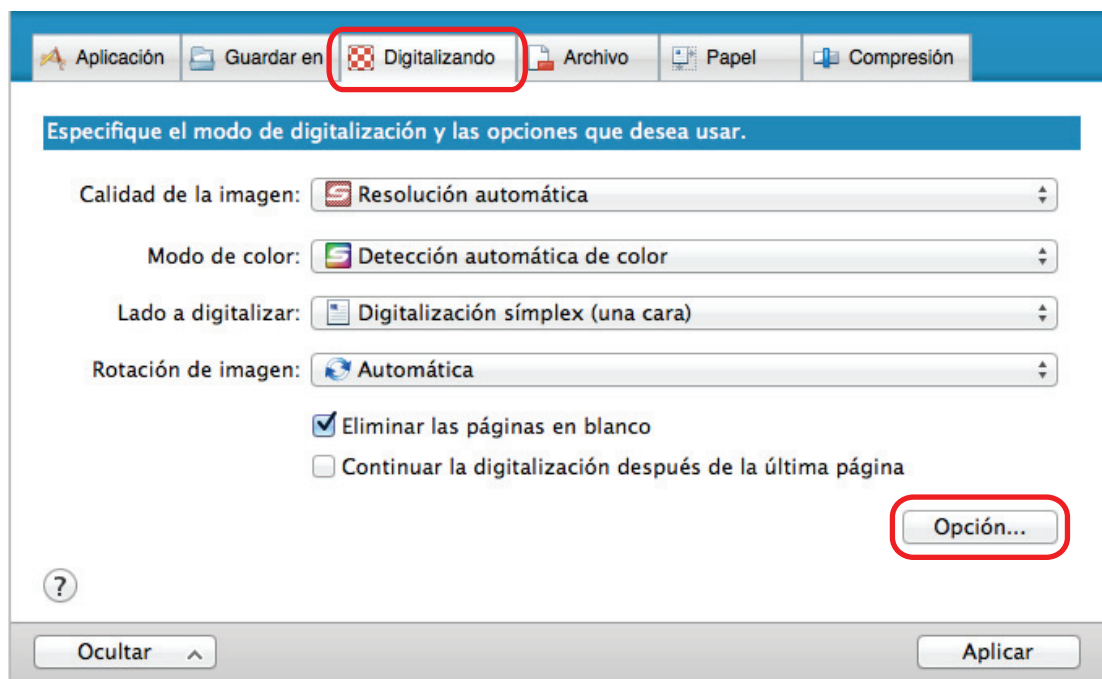 Aplicación Guardar en Digitalizando Archivo Papel Compresión
Especifique el modo de digitalización y las opciones que desea usar.
Calidad de la imagen: Resolución automática
Modo de color: Detección automática de color
Lado a digitalizar: Digitalización símplex (una cara)
Rotación de imagen: Automática
Eliminar las páginas en blanco
Continuar la digitalización después de la última página
Opción...
?
Ocultar Aplicar